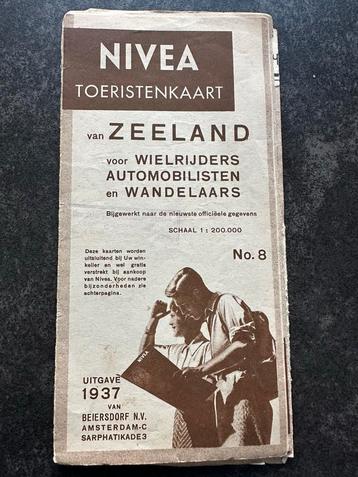 NIVEA
TOERISTENKAART
van ZEELAND
voor WIELRIJDERS
AUTOMOBILISTEN
en WANDELAARS
Bijgewerkt naar de nieuwste officiëele gegevens
SCHAAL 1 : 200.000
No. 8
Deze kaarten worden
uitsluitend bij Uw win-
kelier en wel gratis
verstrekt bij aankoop
van Nivea. Voor nadere
bijzonderheden zie
achterpagina.
NIVEA
UITGAVE
1937
VAN
BEIERSDORF N.V.
AMSTERDAM-C
SARPHATIKADE 3